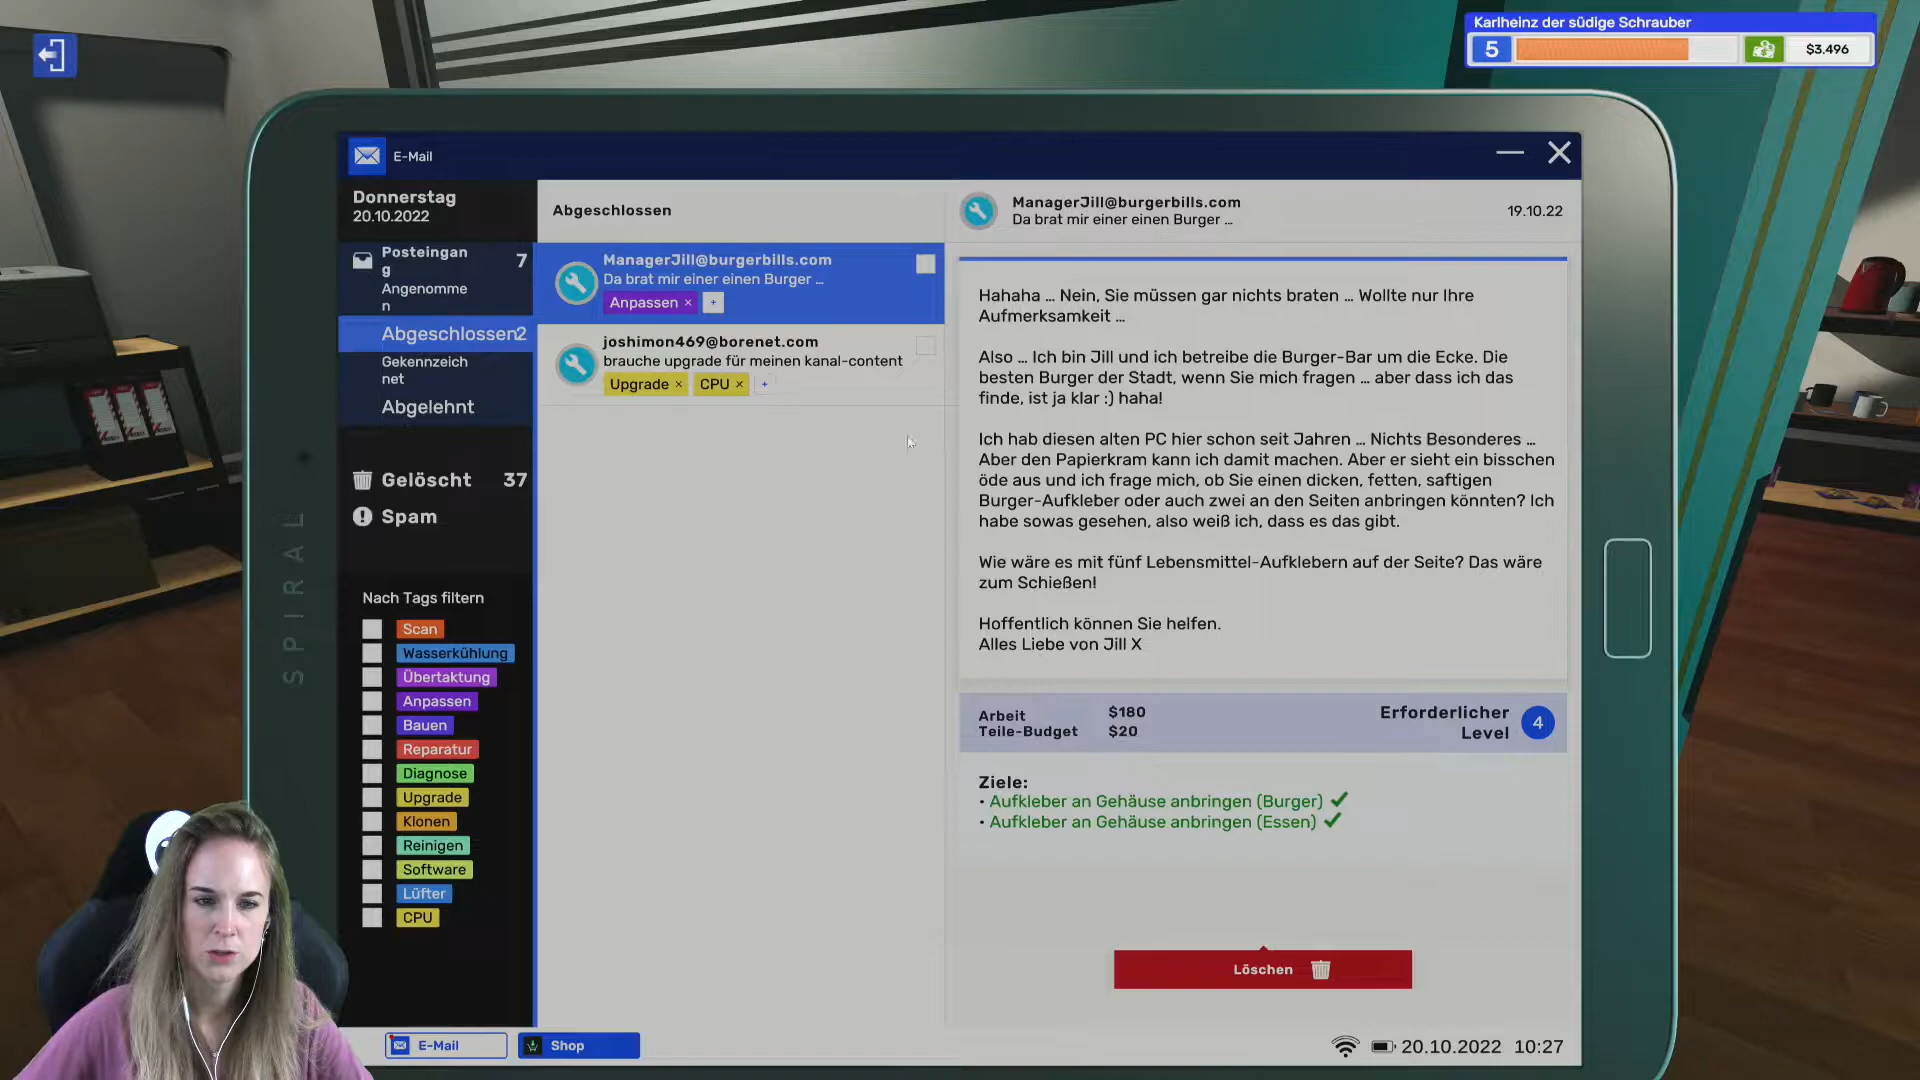 Karlheinz der südige Schrauber
5
$3.496
E-Mail
Donnerstag
20.10.2022
Posteingan
g
7
Angenomme
n
Abgeschlossen2
Gekennzeich
net
Abgelehnt
Gelöscht 37
Spam
Nach Tags filtern
Scan
Wasserkühlung
Übertaktung
Anpassen
Bauen
Reparatur
Diagnose
Upgrade
Klonen
Reinigen
Software
Lüfter
CPU
Abgeschlossen
ManagerJill@burgerbills.com
Da brat mir einer einen Burger …
Anpassen × +
joshimon469@borenet.com
brauche upgrade für meinen kanal-content
Upgrade × CPU × +
ManagerJill@burgerbills.com
Da brat mir einer einen Burger …
19.10.22
Hahaha … Nein, Sie müssen gar nichts braten … Wollte nur Ihre
Aufmerksamkeit …
Also … Ich bin Jill und ich betreibe die Burger-Bar um die Ecke. Die
besten Burger der Stadt, wenn Sie mich fragen … aber dass ich das
finde, ist ja klar :) haha!
Ich hab diesen alten PC hier schon seit Jahren … Nichts Besonderes …
Aber den Papierkram kann ich damit machen. Aber er sieht ein bisschen
öde aus und ich frage mich, ob Sie einen dicken, fetten, saftigen
Burger-Aufkleber oder auch zwei an den Seiten anbringen könnten? Ich
habe sowas gesehen, also weiß ich, dass es das gibt.
Wie wäre es mit fünf Lebensmittel-Aufklebern auf der Seite? Das wäre
zum Schießen!
Hoffentlich können Sie helfen.
Alles Liebe von Jill X
Arbeit $180
Teile-Budget $20
Erforderlicher
Level
4
Ziele:
• Aufkleber an Gehäuse anbringen (Burger)
• Aufkleber an Gehäuse anbringen (Essen)
Löschen
E-Mail
Shop
20.10.2022 10:27
SPIRAL